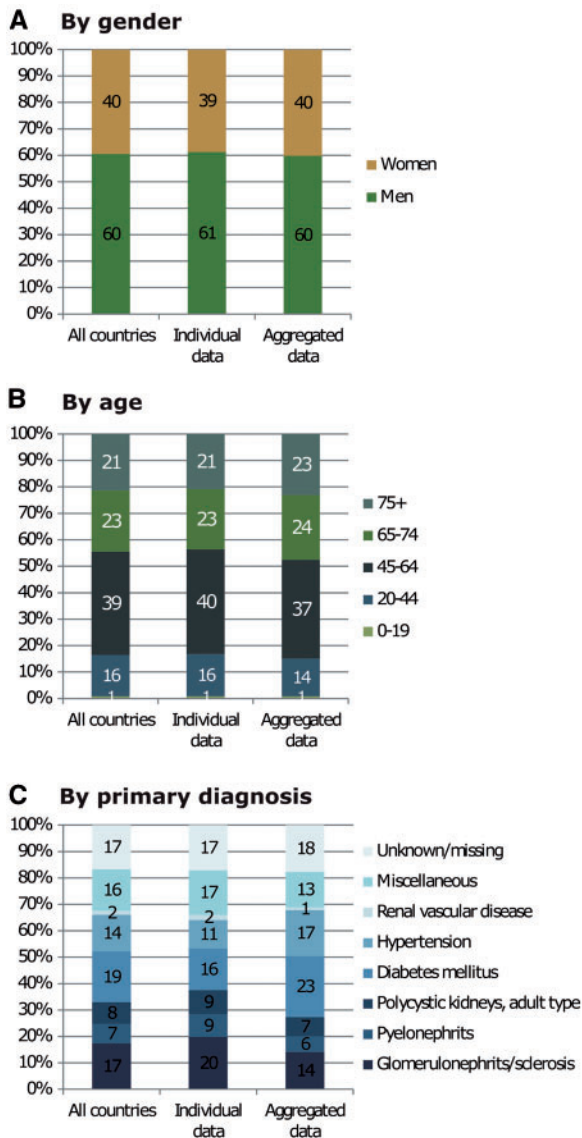 A By gender
100%
90%
80%
70%
60%
50%
40%
30%
20%
10%
0%
40 39 40
60 61 60
Women
Men
All countries Individual data Aggregated data
B By age
100%
90%
80%
70%
60%
50%
40%
30%
20%
10%
0%
21 21 23
23 23 24
39 40 37
16 16 14
1 1 1
75+
65-74
45-64
20-44
0-19
All countries Individual data Aggregated data
C By primary diagnosis
100%
90%
80%
70%
60%
50%
40%
30%
20%
10%
0%
17 17 18
16 17 13
2 2 1
14 11 17
19 16 23
8 9 7
7 9 6
17 20 14
Unknown/missing
Miscellaneous
Renal vascular disease
Hypertension
Diabetes mellitus
Polycystic kidneys, adult type
Pyelonephrits
Glomerulonephrits/sclerosis
All countries Individual data Aggregated data